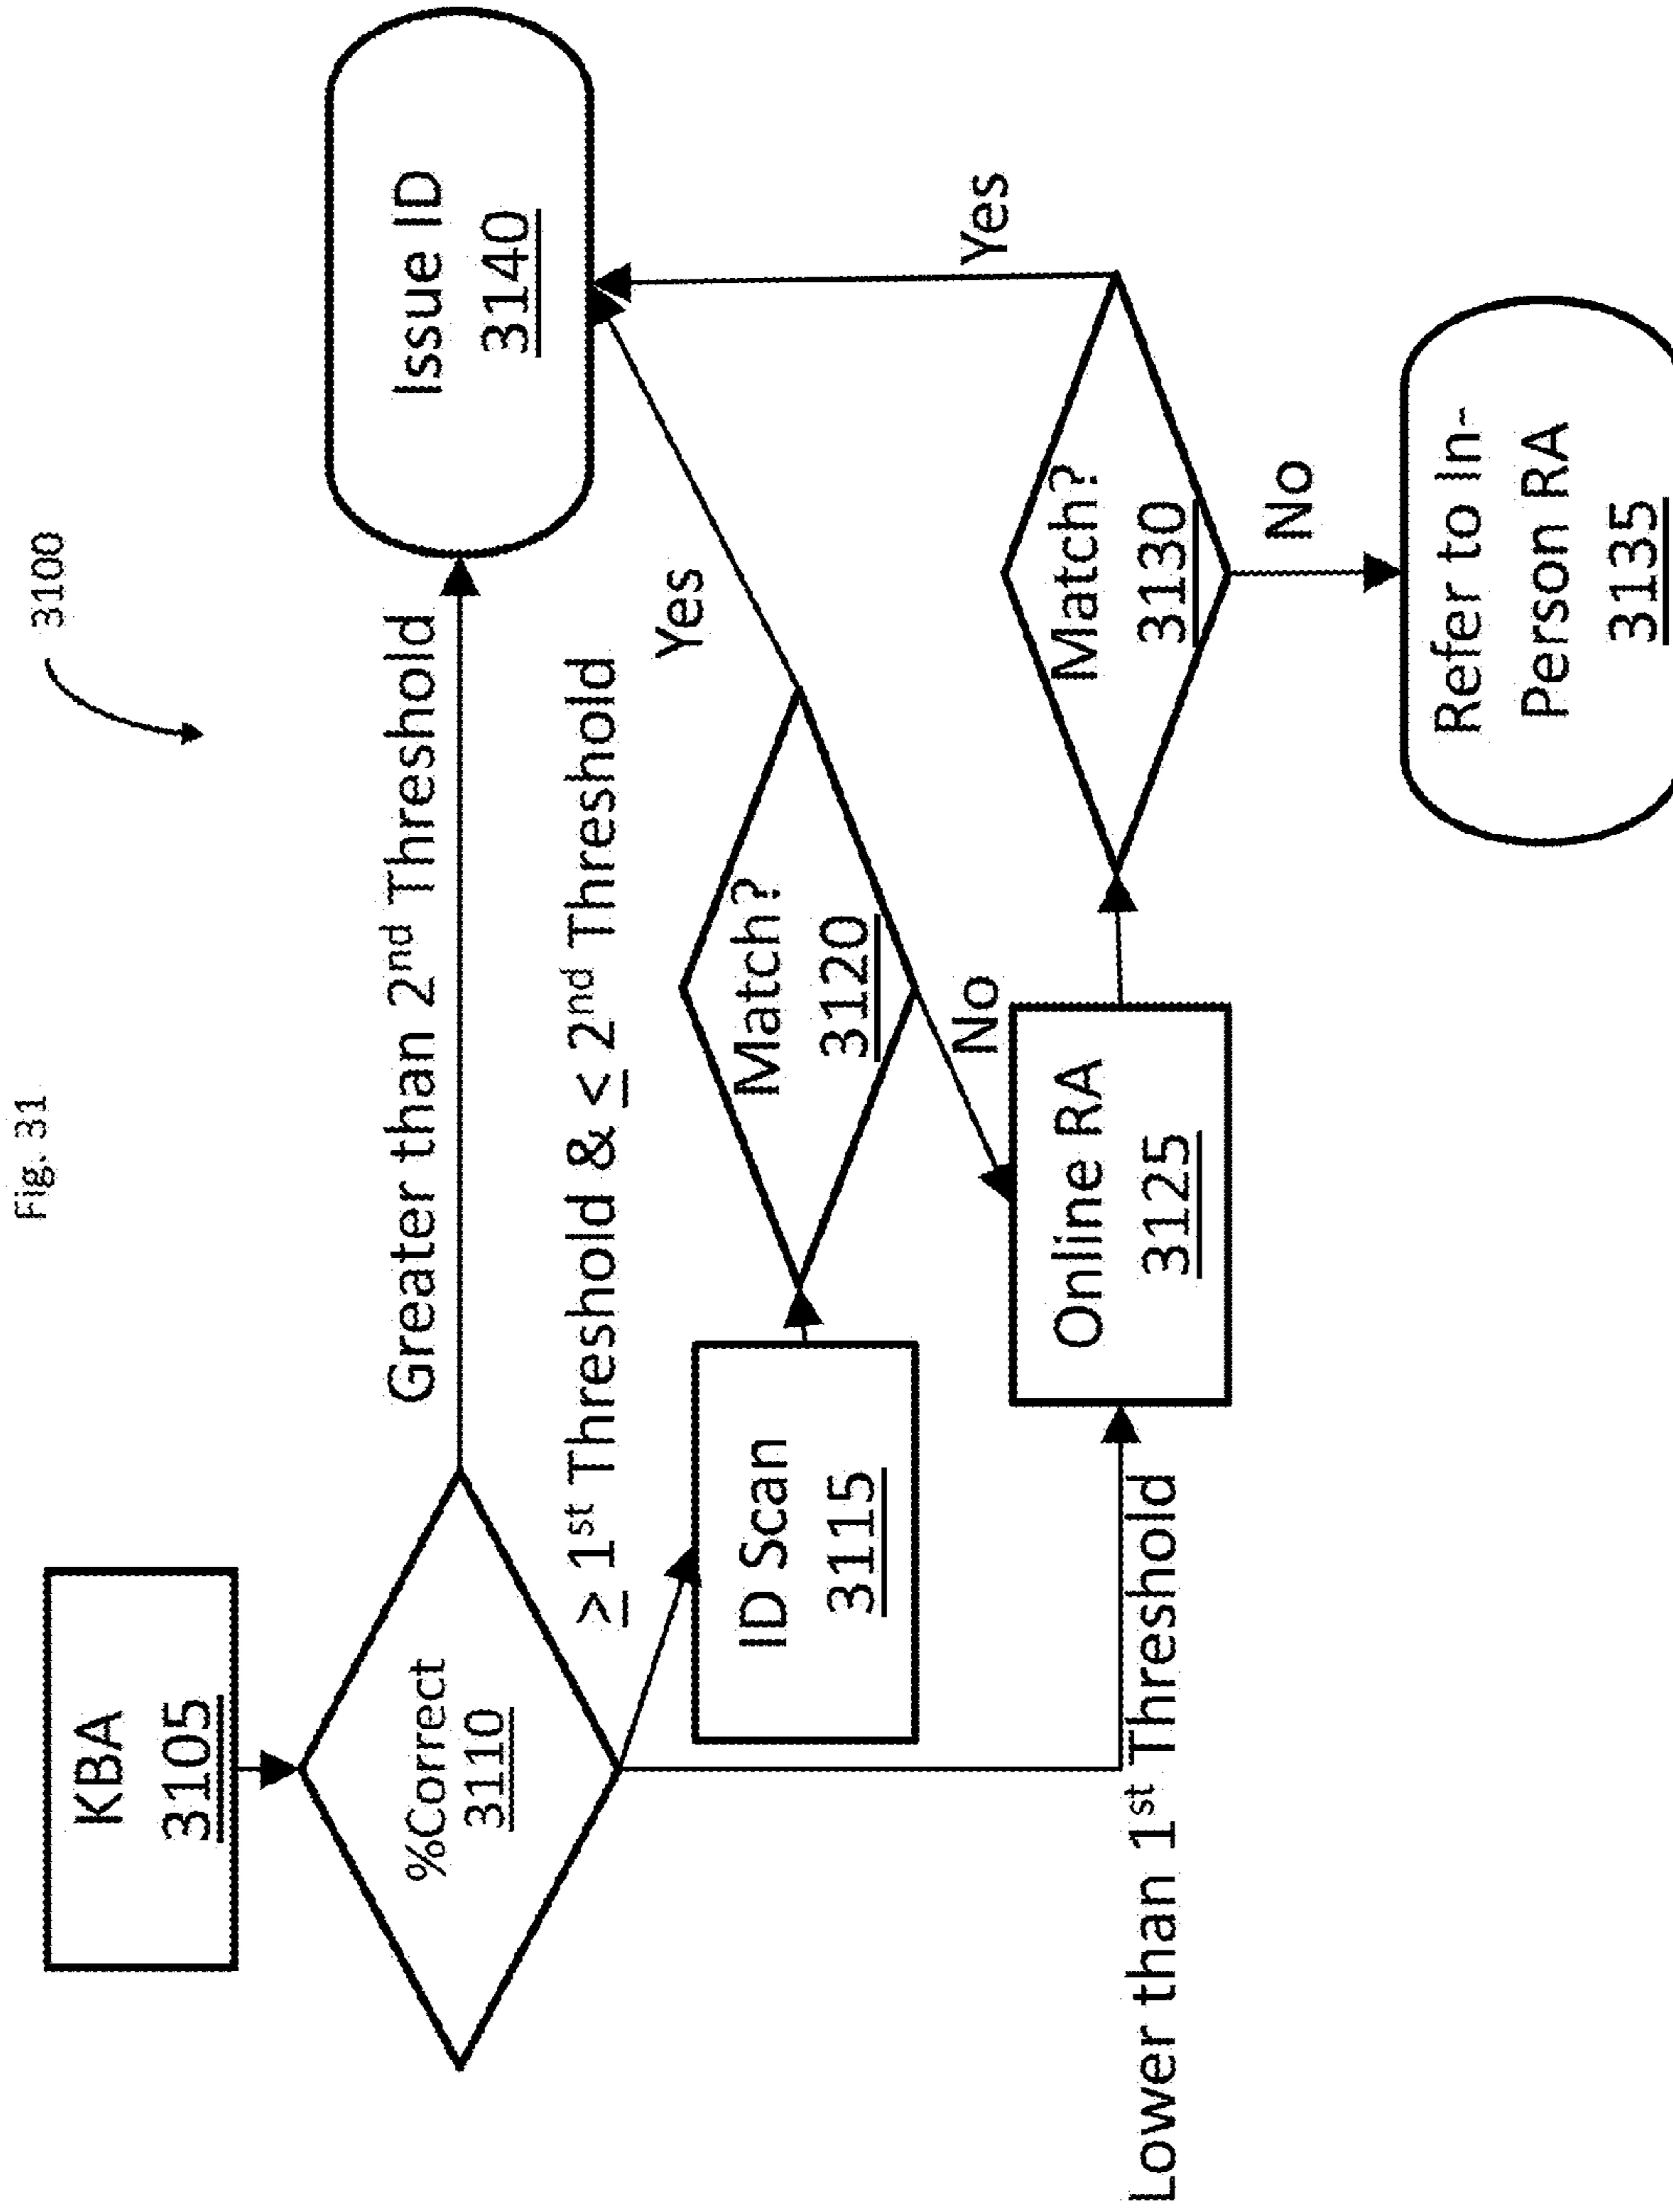 Fig. 31
3100
KBA
3105
%Correct
3110
Greater than 2nd Threshold
Issue ID
3140
≥ 1st Threshold & ≤ 2nd Threshold
ID Scan
3115
Match?
3120
Yes
No
Lower than 1st Threshold
Online RA
3125
Match?
3130
Yes
No
Refer to In-
Person RA
3135